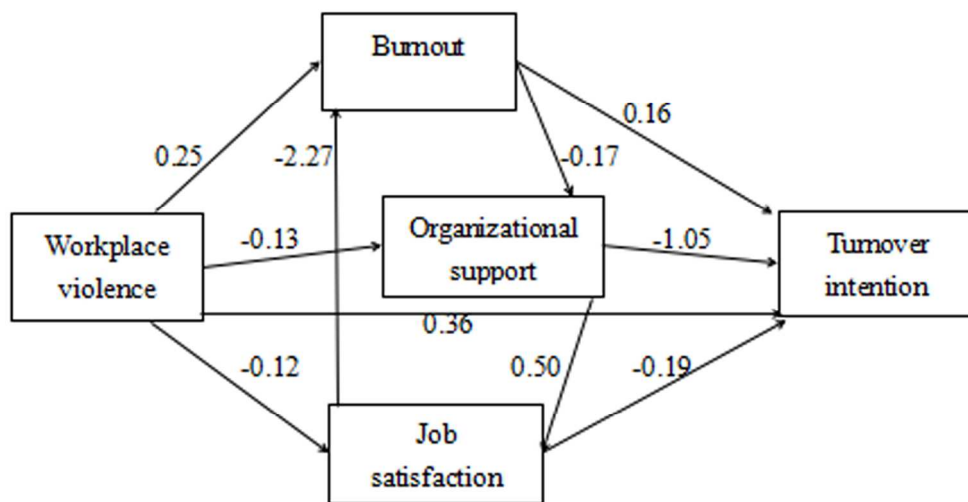 Burnout
0.25
-2.27
-0.17
0.16
Workplace
violence
-0.13
Organizational
support
-1.05
Turnover
intention
0.36
-0.12
0.50
-0.19
Job
satisfaction